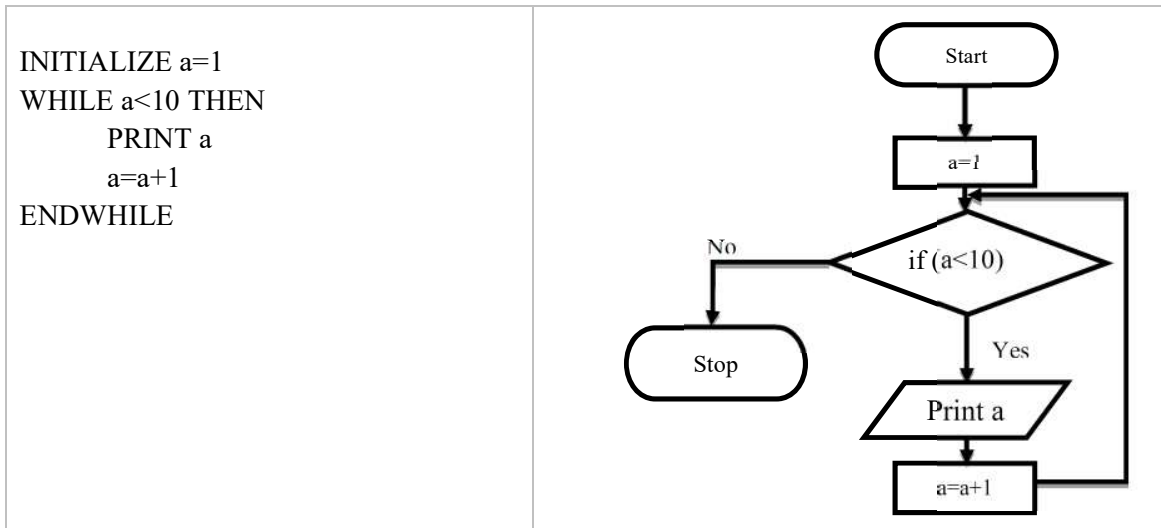 INITIALIZE a=1
WHILE a<10 THEN
PRINT a
a=a+1
ENDWHILE
Start
a=1
if (a<10)
No
Stop
Yes
Print a
a=a+1